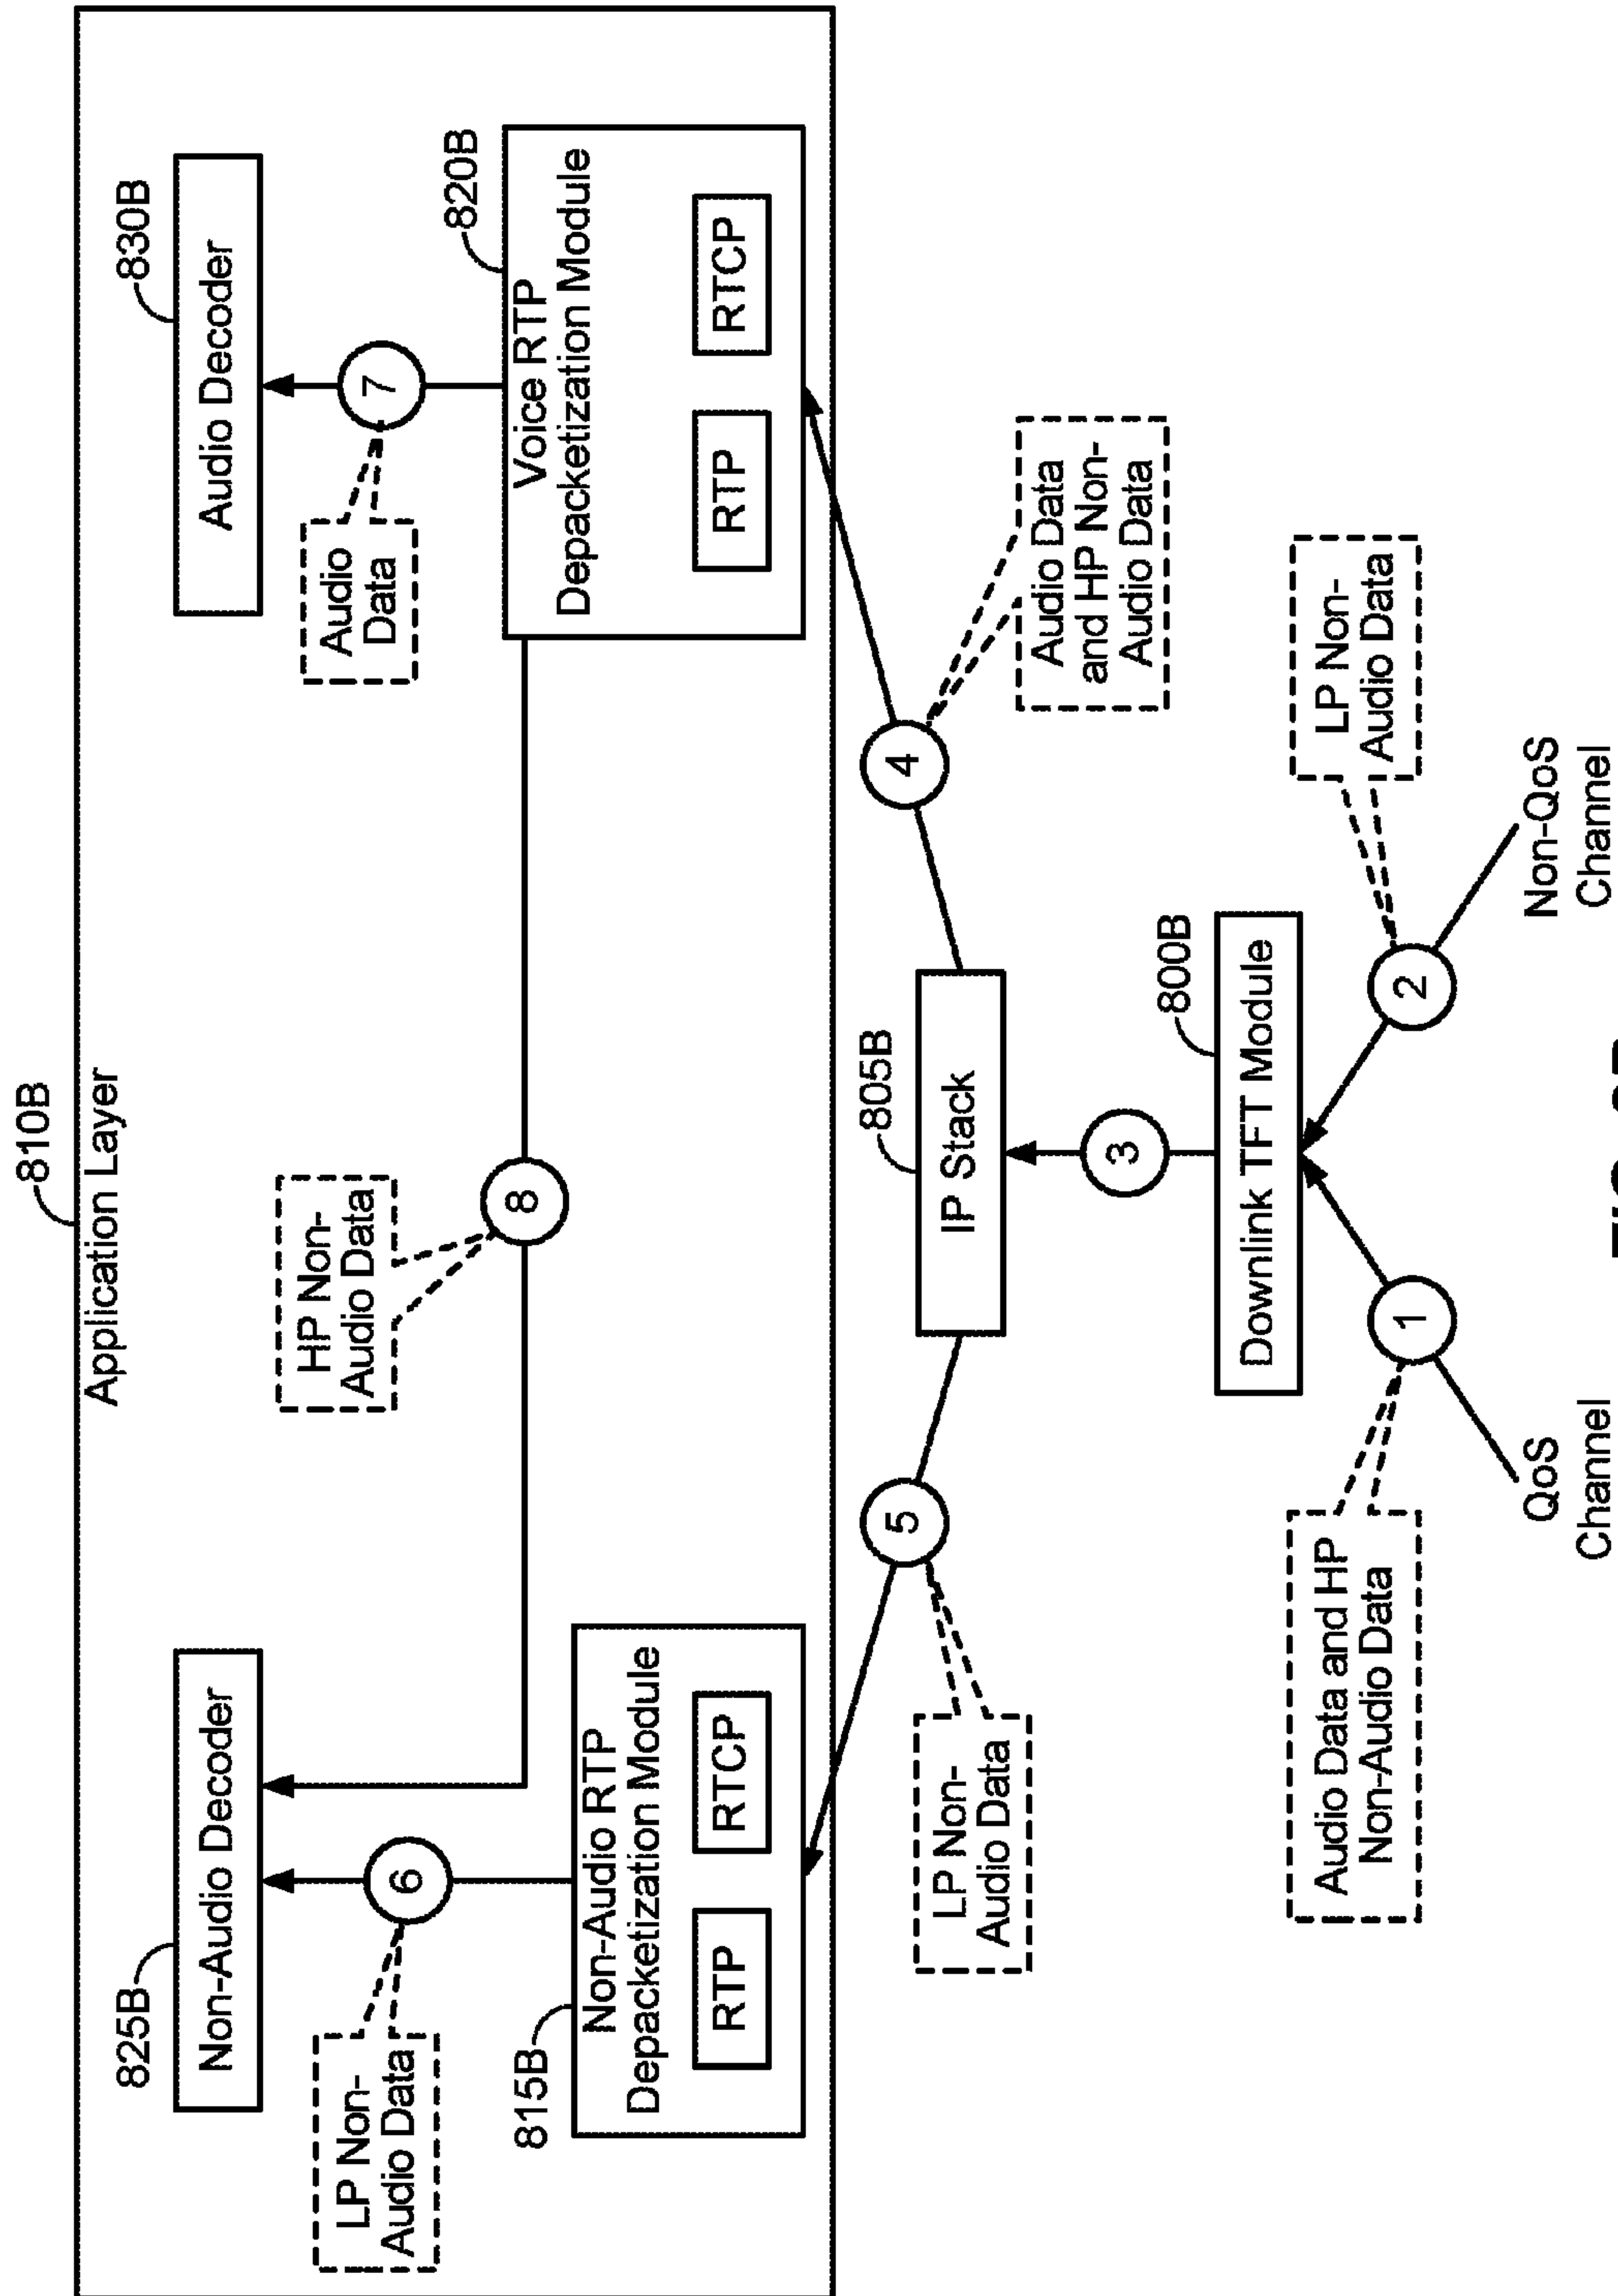 810B
Application Layer
825B
Non-Audio Decoder
830B
Audio Decoder
LP Non-
Audio Data
6
HP Non-
Audio Data
8
Audio
Data
7
815B
Non-Audio RTP
Depacketization Module
RTP
RTCP
820B
Voice RTP
Depacketization Module
RTP
RTCP
5
LP Non-
Audio Data
805B
IP Stack
4
Audio Data
and HP Non-
Audio Data
3
800B
Downlink TFT Module
Audio Data and HP
Non-Audio Data
1
2
LP Non-
Audio Data
QoS
Channel
Non-QoS
Channel